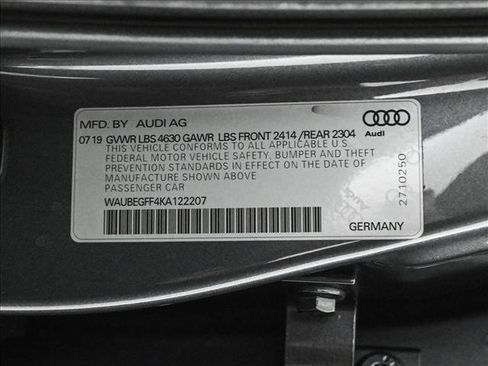 MFD. BY AUDI AG
07 19 GVWR LBS 4630 GAWR LBS FRONT 2414 /REAR 2304
Audi
THIS VEHICLE CONFORMS TO ALL APPLICABLE U.S.
FEDERAL MOTOR VEHICLE SAFETY, BUMPER AND THEFT
PREVENTION STANDARDS IN EFFECT ON THE DATE OF
MANUFACTURE SHOWN ABOVE
PASSENGER CAR
WAUBEGFF4KA122207
2710250
GERMANY